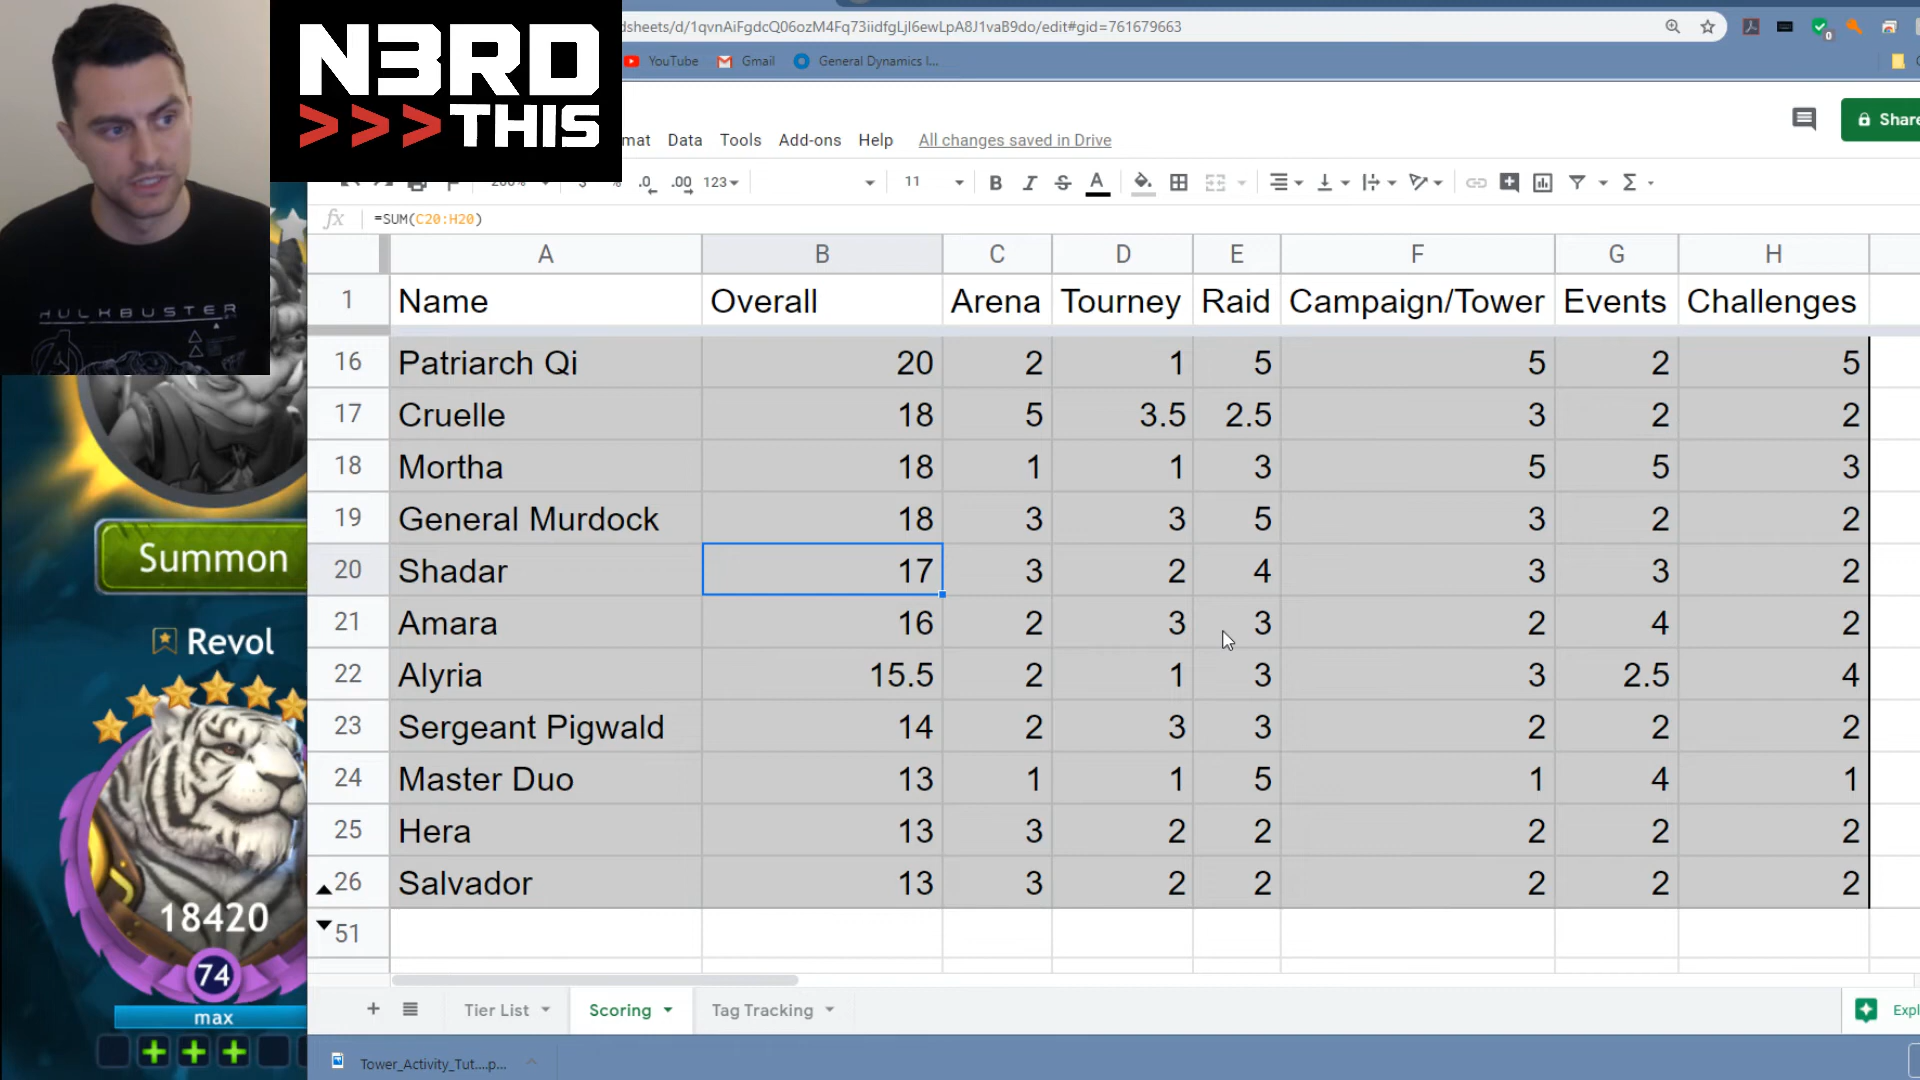 N3RD
>>>THIS
dsheets/d/1qvnAiFgdcQ06ozM4Fq73iidfgLjI6ewLpA8J1vaB9do/edit#gid=761679663
YouTube Gmail General Dynamics I...
mat Data Tools Add-ons Help All changes saved in Drive
Share
.0 .00 123 11 B I S A Σ
fx =SUM(C20:H20)
HULKBUSTER
A B C D E F G H
1 Name Overall Arena Tourney Raid Campaign/Tower Events Challenges
16 Patriarch Qi 20 2 1 5 5 2 5
17 Cruelle 18 5 3.5 2.5 3 2 2
18 Mortha 18 1 1 3 5 5 3
19 General Murdock 18 3 3 5 3 2 2
20 Shadar 17 3 2 4 3 3 2
21 Amara 16 2 3 3 2 4 2
22 Alyria 15.5 2 1 3 3 2.5 4
23 Sergeant Pigwald 14 2 3 3 2 2 2
24 Master Duo 13 1 1 5 1 4 1
25 Hera 13 3 2 2 2 2 2
26 Salvador 13 3 2 2 2 2 2
51
Summon
Revol
18420
74
max
+ Tier List Scoring Tag Tracking Expl
Tower_Activity_Tut....p...